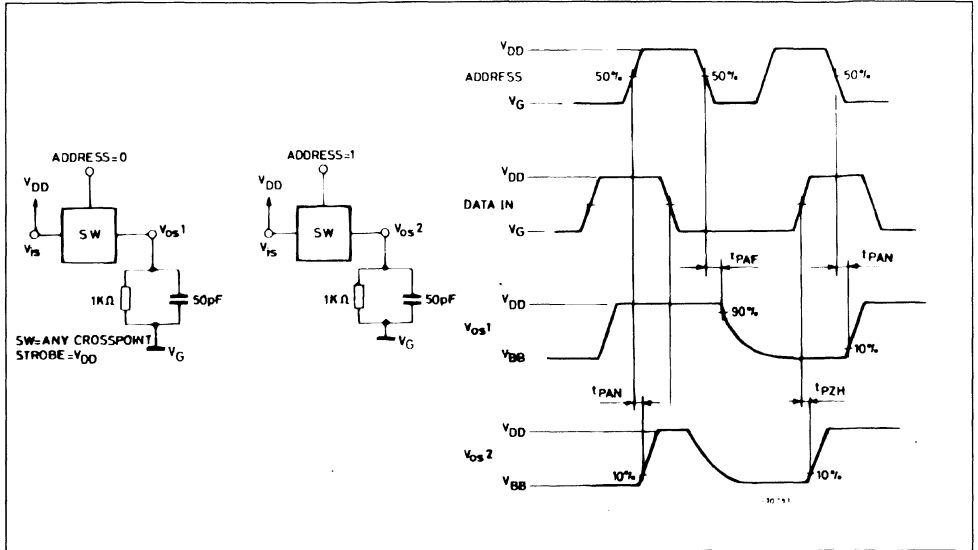 ADDRESS=0
VDD
SW
Vis
Vos1
1KΩ
50pF
VG
SW=ANY CROSSPOINT
STROBE=VDD
ADDRESS=1
VDD
SW
Vis
Vos2
1KΩ
50pF
VG
VDD
ADDRESS
50%
50%
50%
VG
VDD
DATA IN
VG
tPAF
tPAN
VDD
90%
Vos1
VBB
10%
tPAN
tPZH
VDD
Vos2
VBB
10%
10%